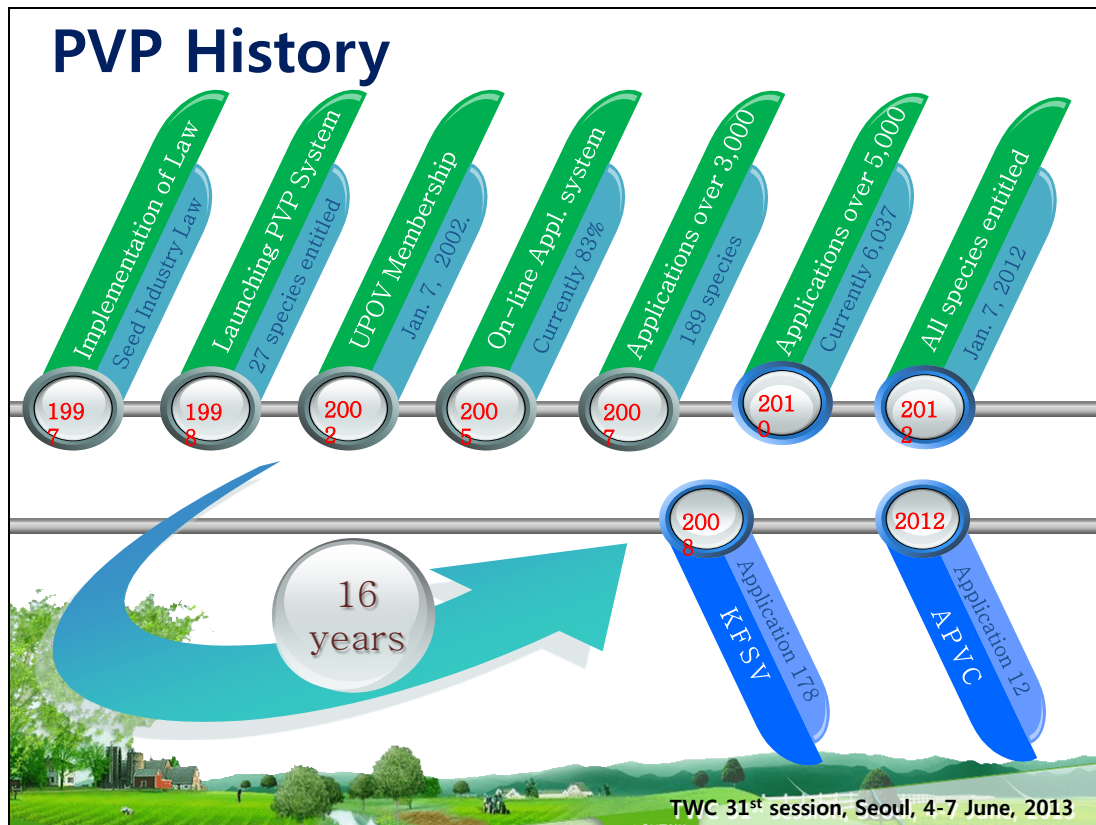 PVP History
Implementation of Law
Seed Industry Law
1997
Launching PVP System
27 species entitled
1998
UPOV Membership
Jan. 7, 2002.
2002
On-line Appl. system
Currently 83%
2005
Applications over 3,000
189 species
2007
Applications over 5,000
Currently 6,037
2010
All species entitled
Jan. 7, 2012
2012
16
years
2008
KFSV
Application 178
2012
APVC
Application 12
TWC 31st session, Seoul, 4-7 June, 2013